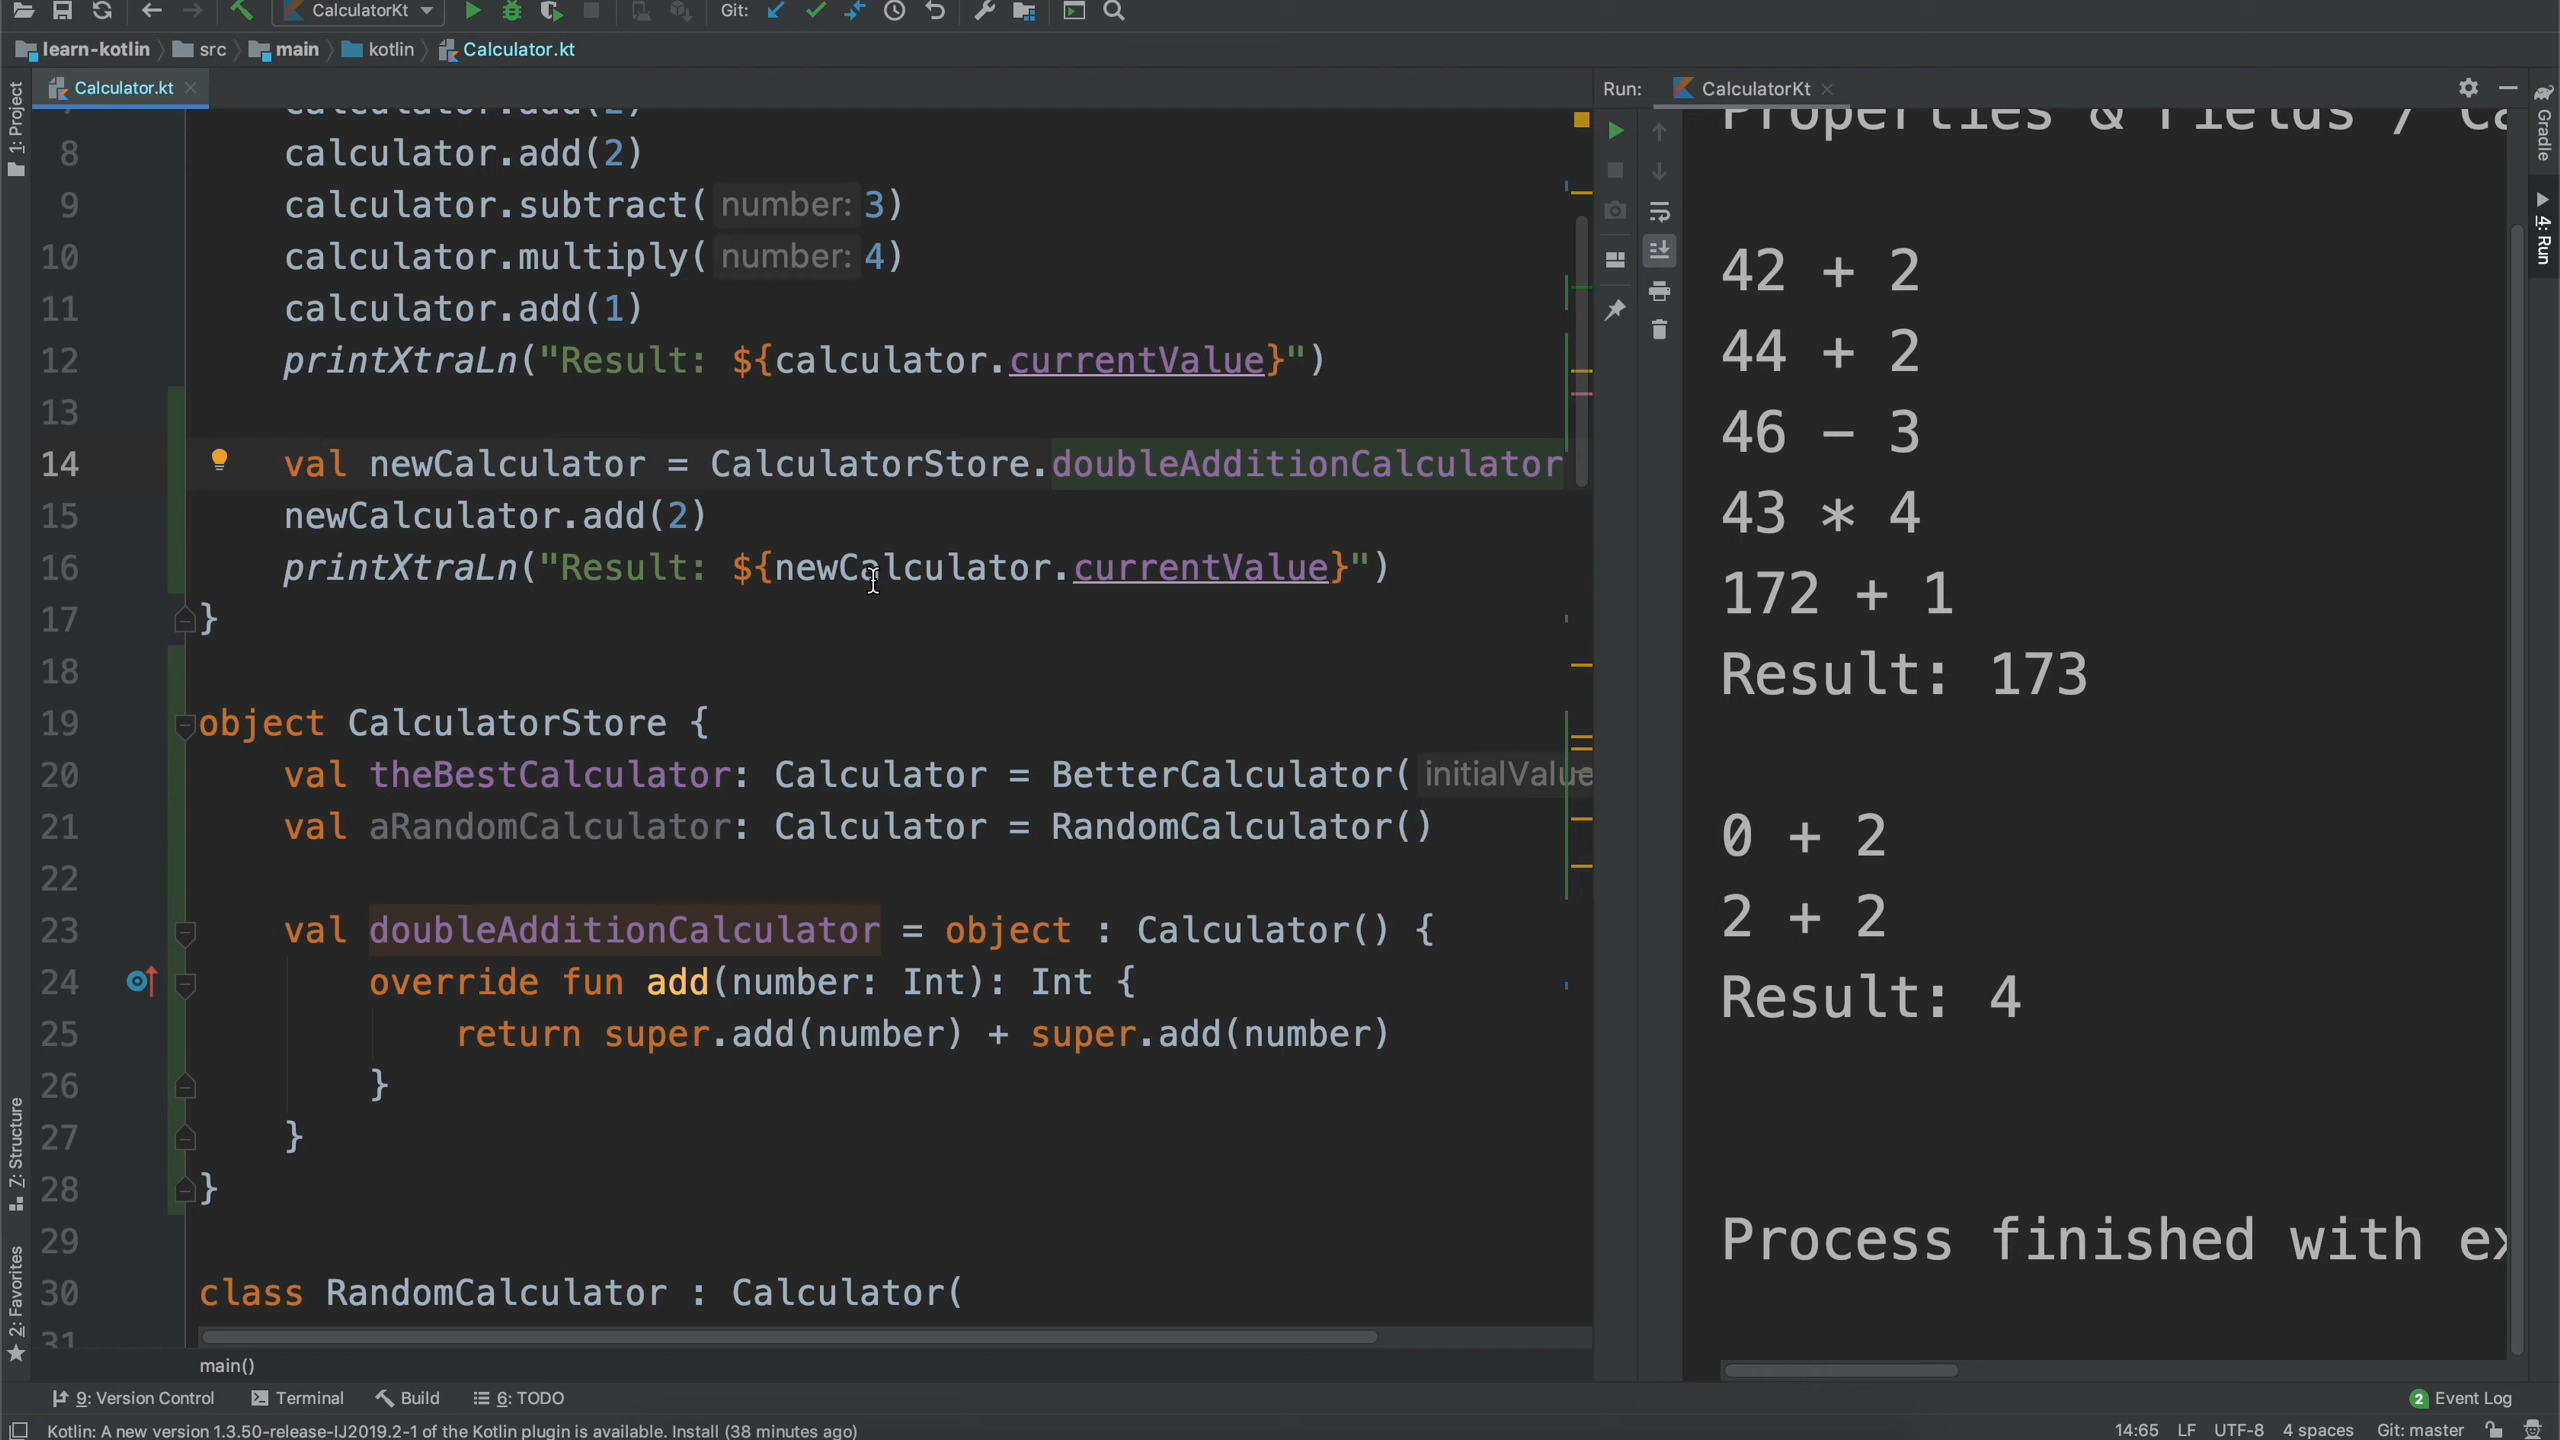 CalculatorKt
Git:
learn-kotlin
src
main
kotlin
Calculator.kt
1: Project
Calculator.kt
8 calculator.add(2)
9 calculator.subtract( number: 3)
10 calculator.multiply( number: 4)
11 calculator.add(1)
12 printXtraLn("Result: ${calculator.currentValue}")
13
14 val newCalculator = CalculatorStore.doubleAdditionCalculator
15 newCalculator.add(2)
16 printXtraLn("Result: ${newCalculator.currentValue}")
17 }
18
19 object CalculatorStore {
20 val theBestCalculator: Calculator = BetterCalculator( initialValue
21 val aRandomCalculator: Calculator = RandomCalculator()
22
23 val doubleAdditionCalculator = object : Calculator() {
24 override fun add(number: Int): Int {
25 return super.add(number) + super.add(number)
26 }
27 }
28 }
29
30 class RandomCalculator : Calculator(
31
main()
Run:
CalculatorKt
Properties & Fields / Ca
42 + 2
44 + 2
46 - 3
43 * 4
172 + 1
Result: 173
0 + 2
2 + 2
Result: 4
Process finished with ex
Gradle
4: Run
7: Structure
2: Favorites
9: Version Control
Terminal
Build
6: TODO
2 Event Log
Kotlin: A new version 1.3.50-release-IJ2019.2-1 of the Kotlin plugin is available. Install (38 minutes ago)
14:65
LF
UTF-8
4 spaces
Git: master